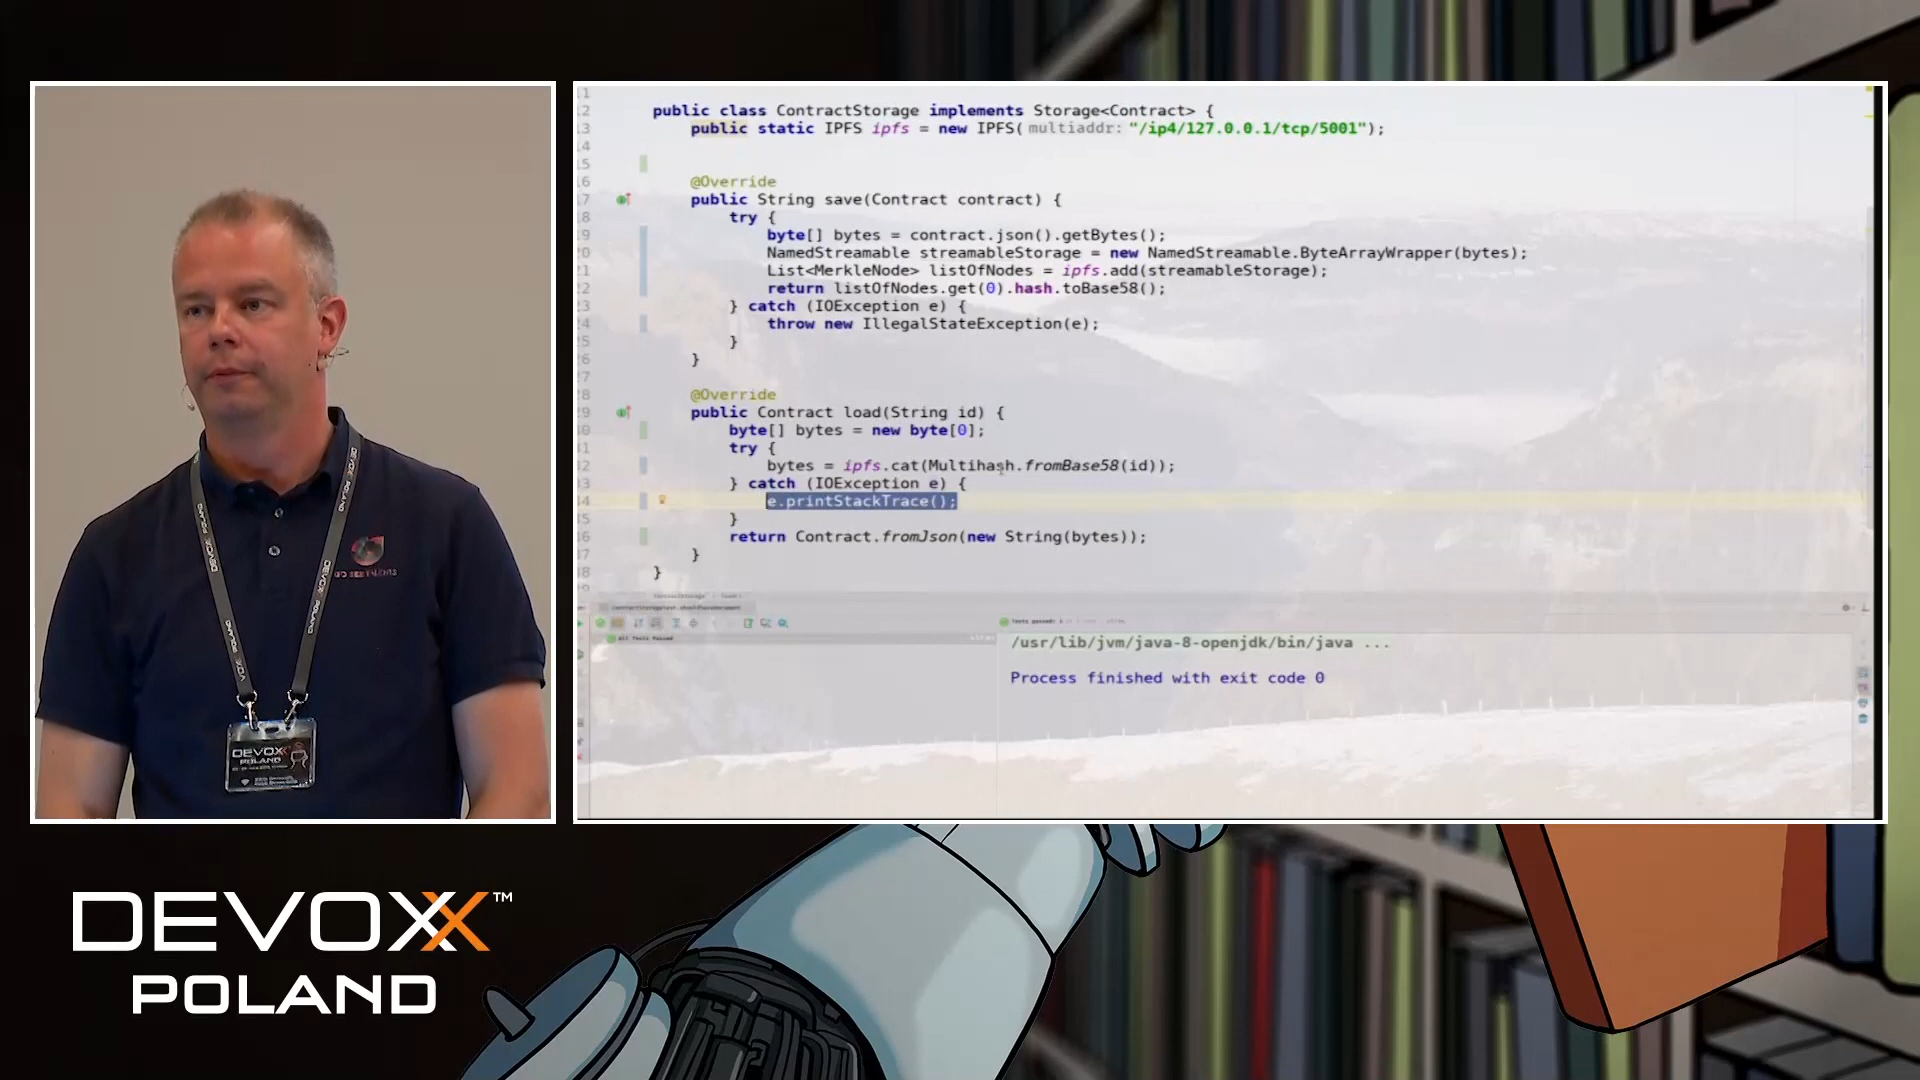 public class ContractStorage implements Storage<Contract> {
public static IPFS ipfs = new IPFS( multiaddr: "/ip4/127.0.0.1/tcp/5001");
@Override
public String save(Contract contract) {
try {
byte[] bytes = contract.json().getBytes();
NamedStreamable streamableStorage = new NamedStreamable.ByteArrayWrapper(bytes);
List<MerkleNode> listOfNodes = ipfs.add(streamableStorage);
return listOfNodes.get(0).hash.toBase58();
} catch (IOException e) {
throw new IllegalStateException(e);
}
}
@Override
public Contract load(String id) {
byte[] bytes = new byte[0];
try {
bytes = ipfs.cat(Multihash.fromBase58(id));
} catch (IOException e) {
e.printStackTrace();
}
return Contract.fromJson(new String(bytes));
}
}
All Tests Passed
/usr/lib/jvm/java-8-openjdk/bin/java ...
Process finished with exit code 0
DEVOXX
POLAND
DEVOXX™
POLAND